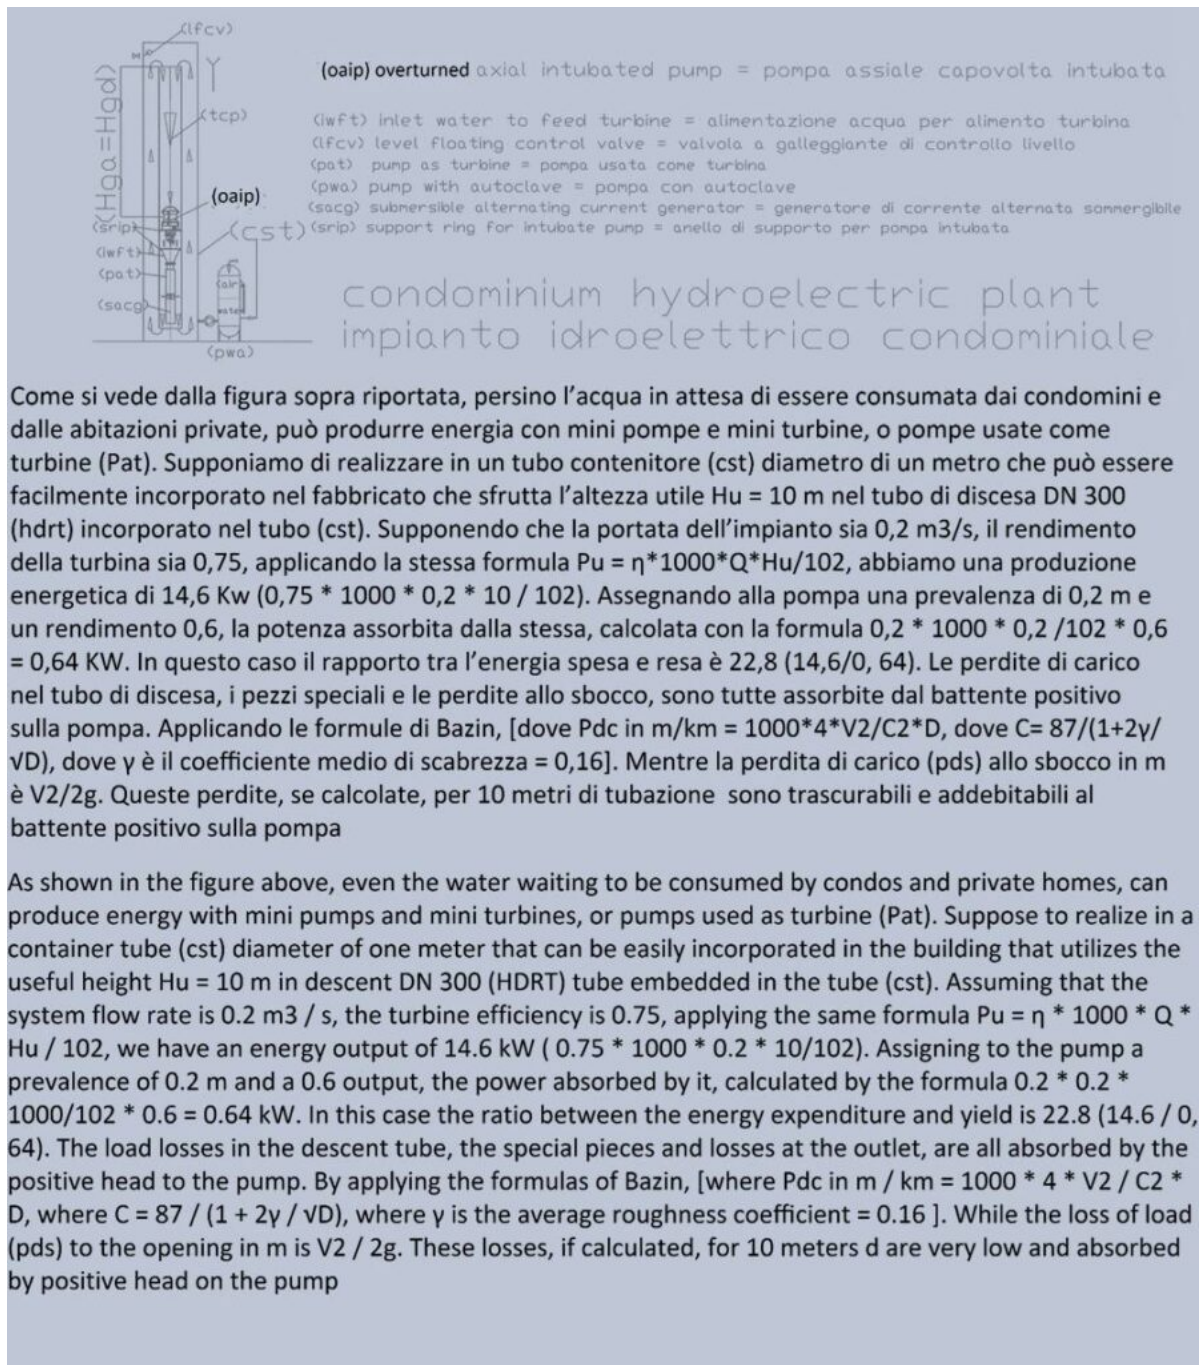 (lfcv)
(Hga=Hgd)
(tcp)
(oaip)
(srip)
(cst)
(iwft)
(pat)
(air)
(sacg)
water
(pwa)
(oaip) overturned axial intubated pump = pompa assiale capovolta intubata
(iwft) inlet water to feed turbine = alimentazione acqua per alimento turbina
(lfcv) level floating control valve = valvola a galleggiante di controllo livello
(pat) pump as turbine = pompa usata come turbina
(pwa) pump with autoclave = pompa con autoclave
(sacg) submersible alternating current generator = generatore di corrente alternata sommergibile
(srip) support ring for intubate pump = anello di supporto per pompa intubata
condominium hydroelectric plant
impianto idroelettrico condominiale
Come si vede dalla figura sopra riportata, persino l'acqua in attesa di essere consumata dai condomini e
dalle abitazioni private, può produrre energia con mini pompe e mini turbine, o pompe usate come
turbine (Pat). Supponiamo di realizzare in un tubo contenitore (cst) diametro di un metro che può essere
facilmente incorporato nel fabbricato che sfrutta l'altezza utile Hu = 10 m nel tubo di discesa DN 300
(hdrt) incorporato nel tubo (cst). Supponendo che la portata dell'impianto sia 0,2 m3/s, il rendimento
della turbina sia 0,75, applicando la stessa formula Pu = η*1000*Q*Hu/102, abbiamo una produzione
energetica di 14,6 Kw (0,75 * 1000 * 0,2 * 10 / 102). Assegnando alla pompa una prevalenza di 0,2 m e
un rendimento 0,6, la potenza assorbita dalla stessa, calcolata con la formula 0,2 * 1000 * 0,2 /102 * 0,6
= 0,64 KW. In questo caso il rapporto tra l'energia spesa e resa è 22,8 (14,6/0, 64). Le perdite di carico
nel tubo di discesa, i pezzi speciali e le perdite allo sbocco, sono tutte assorbite dal battente positivo
sulla pompa. Applicando le formule di Bazin, [dove Pdc in m/km = 1000*4*V2/C2*D, dove C= 87/(1+2γ/
√D), dove γ è il coefficiente medio di scabrezza = 0,16]. Mentre la perdita di carico (pds) allo sbocco in m
è V2/2g. Queste perdite, se calcolate, per 10 metri di tubazione sono trascurabili e addebitabili al
battente positivo sulla pompa
As shown in the figure above, even the water waiting to be consumed by condos and private homes, can
produce energy with mini pumps and mini turbines, or pumps used as turbine (Pat). Suppose to realize in a
container tube (cst) diameter of one meter that can be easily incorporated in the building that utilizes the
useful height Hu = 10 m in descent DN 300 (HDRT) tube embedded in the tube (cst). Assuming that the
system flow rate is 0.2 m3 / s, the turbine efficiency is 0.75, applying the same formula Pu = η * 1000 * Q *
Hu / 102, we have an energy output of 14.6 kW ( 0.75 * 1000 * 0.2 * 10/102). Assigning to the pump a
prevalence of 0.2 m and a 0.6 output, the power absorbed by it, calculated by the formula 0.2 * 0.2 *
1000/102 * 0.6 = 0.64 kW. In this case the ratio between the energy expenditure and yield is 22.8 (14.6 / 0,
64). The load losses in the descent tube, the special pieces and losses at the outlet, are all absorbed by the
positive head to the pump. By applying the formulas of Bazin, [where Pdc in m / km = 1000 * 4 * V2 / C2 *
D, where C = 87 / (1 + 2γ / √D), where γ is the average roughness coefficient = 0.16 ]. While the loss of load
(pds) to the opening in m is V2 / 2g. These losses, if calculated, for 10 meters d are very low and absorbed
by positive head on the pump